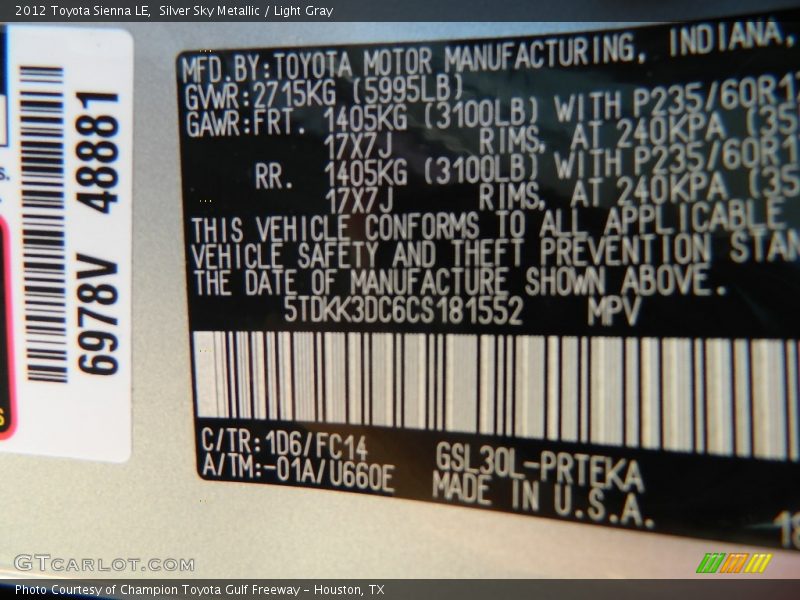 2012 Toyota Sienna LE,  Silver Sky Metallic / Light Gray
6978V 48881
S.
S
MFD.BY:TOYOTA MOTOR MANUFACTURING, INDIANA,
GVWR:2715KG (5995LB)
GAWR:FRT. 1405KG (3100LB) WITH P235/60R17
17X7J RIMS, AT 240KPA (35
RR. 1405KG (3100LB) WITH P235/60R1
17X7J RIMS, AT 240KPA (35
THIS VEHICLE CONFORMS TO ALL APPLICABLE
VEHICLE SAFETY AND THEFT PREVENTION STAN
THE DATE OF MANUFACTURE SHOWN ABOVE.
5TDKK3DC6CS181552 MPV
C/TR:1D6/FC14
A/TM:-01A/U660E
GSL30L-PRTEKA
MADE IN U.S.A.
18
GTCARLOT.COM
Photo Courtesy of Champion Toyota Gulf Freeway – Houston, TX